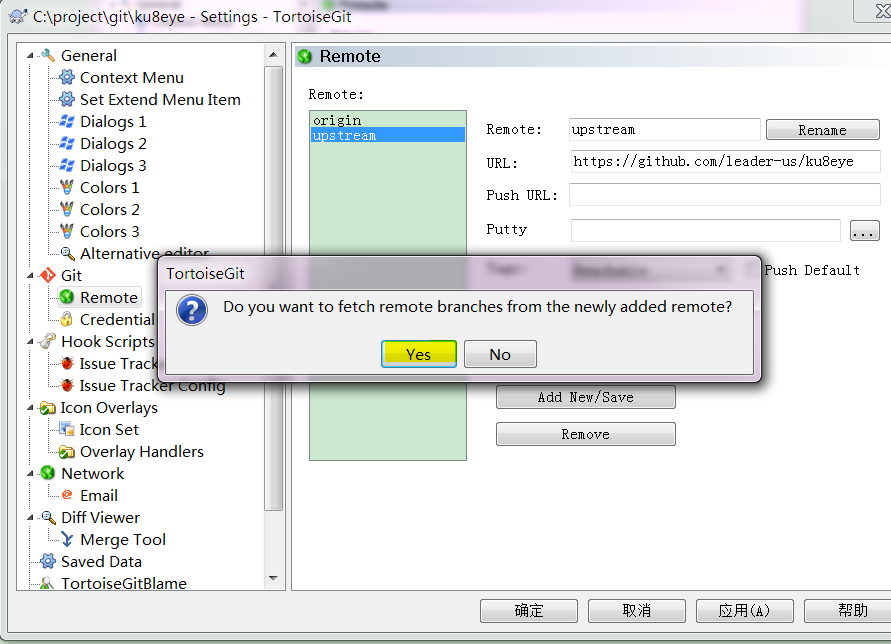 C:\project\git\ku8eye - Settings - TortoiseGit
General
Context Menu
Set Extend Menu Item
Dialogs 1
Dialogs 2
Dialogs 3
Colors 1
Colors 2
Colors 3
Alternative editor
Git
Remote
Credential
Hook Scripts
Issue Tracke
Issue Tracker Config
Icon Overlays
Icon Set
Overlay Handlers
Network
Email
Diff Viewer
Merge Tool
Saved Data
TortoiseGitBlame
Remote
Remote:
origin
upstream
Remote: upstream Rename
URL: https://github.com/leader-us/ku8eye
Push URL:
Putty ...
Tags: Reachable Push Default
TortoiseGit
Do you want to fetch remote branches from the newly added remote?
Yes No
Add New/Save
Remove
确定 取消 应用(A) 帮助